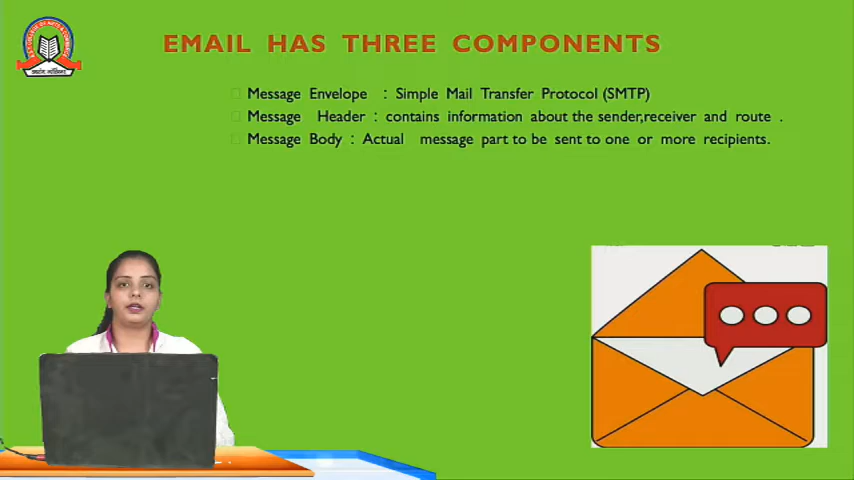 EMAIL HAS THREE COMPONENTS
Message Envelope : Simple Mail Transfer Protocol (SMTP)
Message Header : contains information about the sender,receiver and route .
Message Body : Actual message part to be sent to one or more recipients.